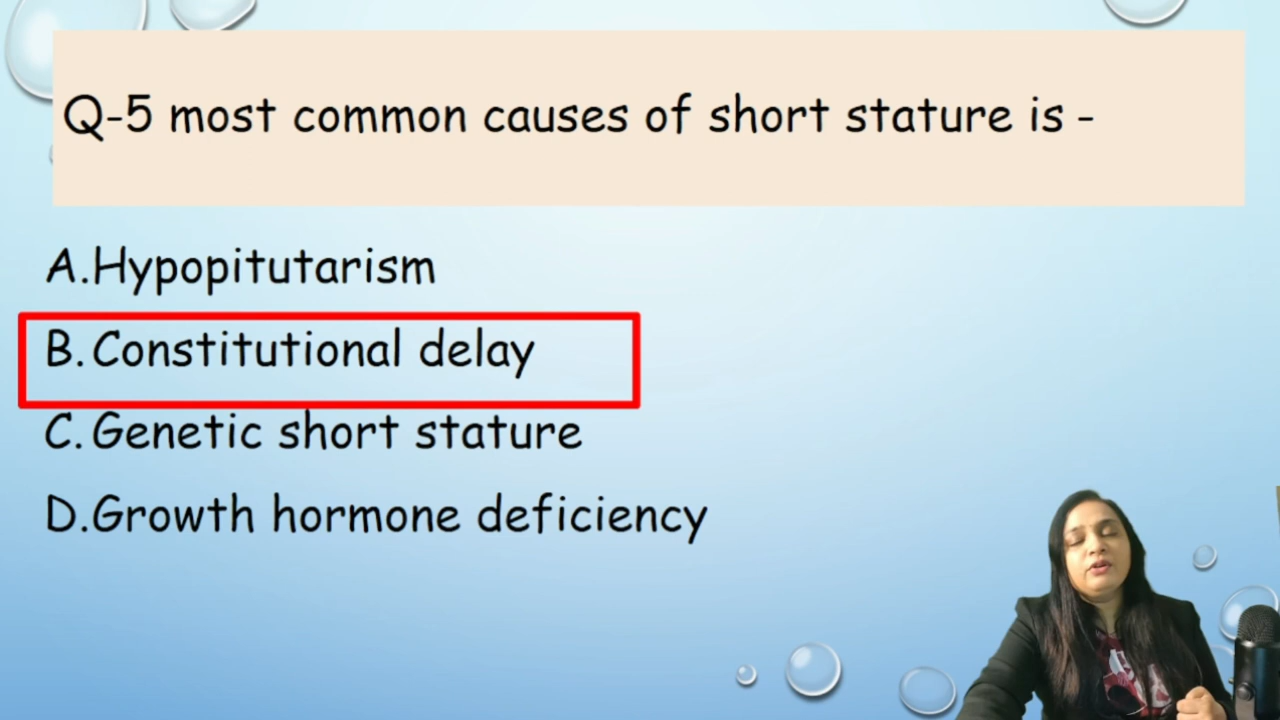 Q-5 most common causes of short stature is -
A.Hypopitutarism
B.Constitutional delay
C.Genetic short stature
D.Growth hormone deficiency